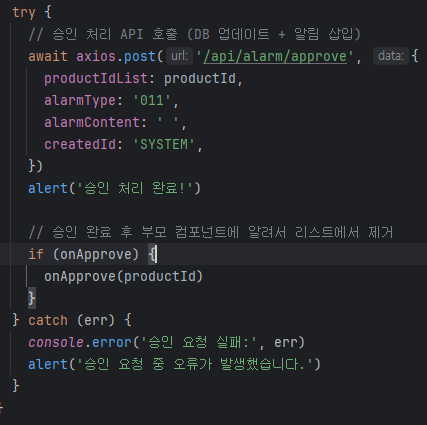 try {
// 승인 처리 API 호출 (DB 업데이트 + 알림 삽입)
await axios.post( url: '/api/alarm/approve', data: {
productIdList: productId,
alarmType: '011',
alarmContent: ' ',
createdId: 'SYSTEM',
})
alert('승인 처리 완료!')
// 승인 완료 후 부모 컴포넌트에 알려서 리스트에서 제거
if (onApprove) {
onApprove(productId)
}
} catch (err) {
console.error('승인 요청 실패:', err)
alert('승인 요청 중 오류가 발생했습니다.')
}
}